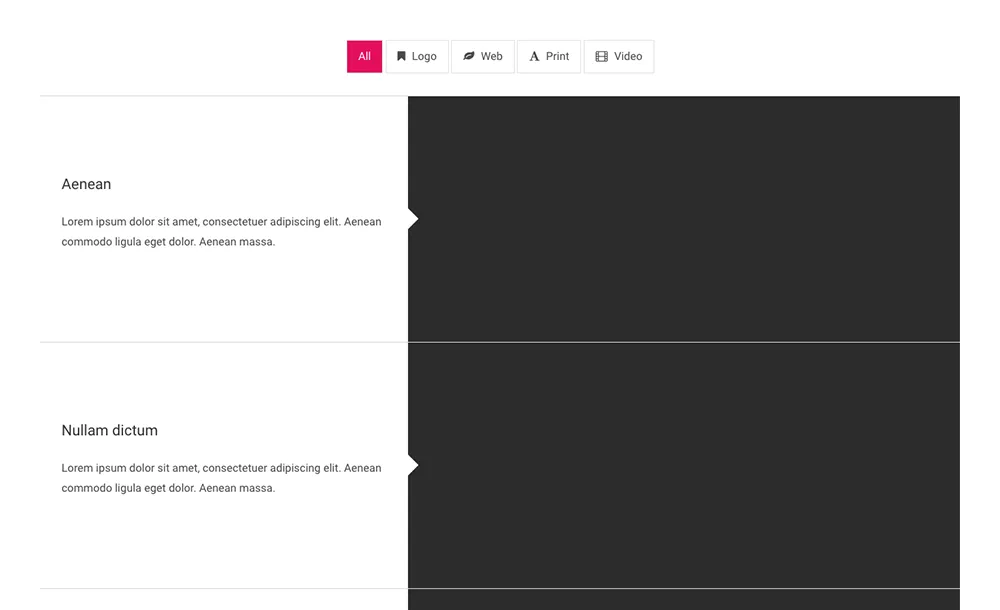 All Logo Web Print Video
Aenean
Lorem ipsum dolor sit amet, consectetuer adipiscing elit. Aenean
commodo ligula eget dolor. Aenean massa.
Nullam dictum
Lorem ipsum dolor sit amet, consectetuer adipiscing elit. Aenean
commodo ligula eget dolor. Aenean massa.